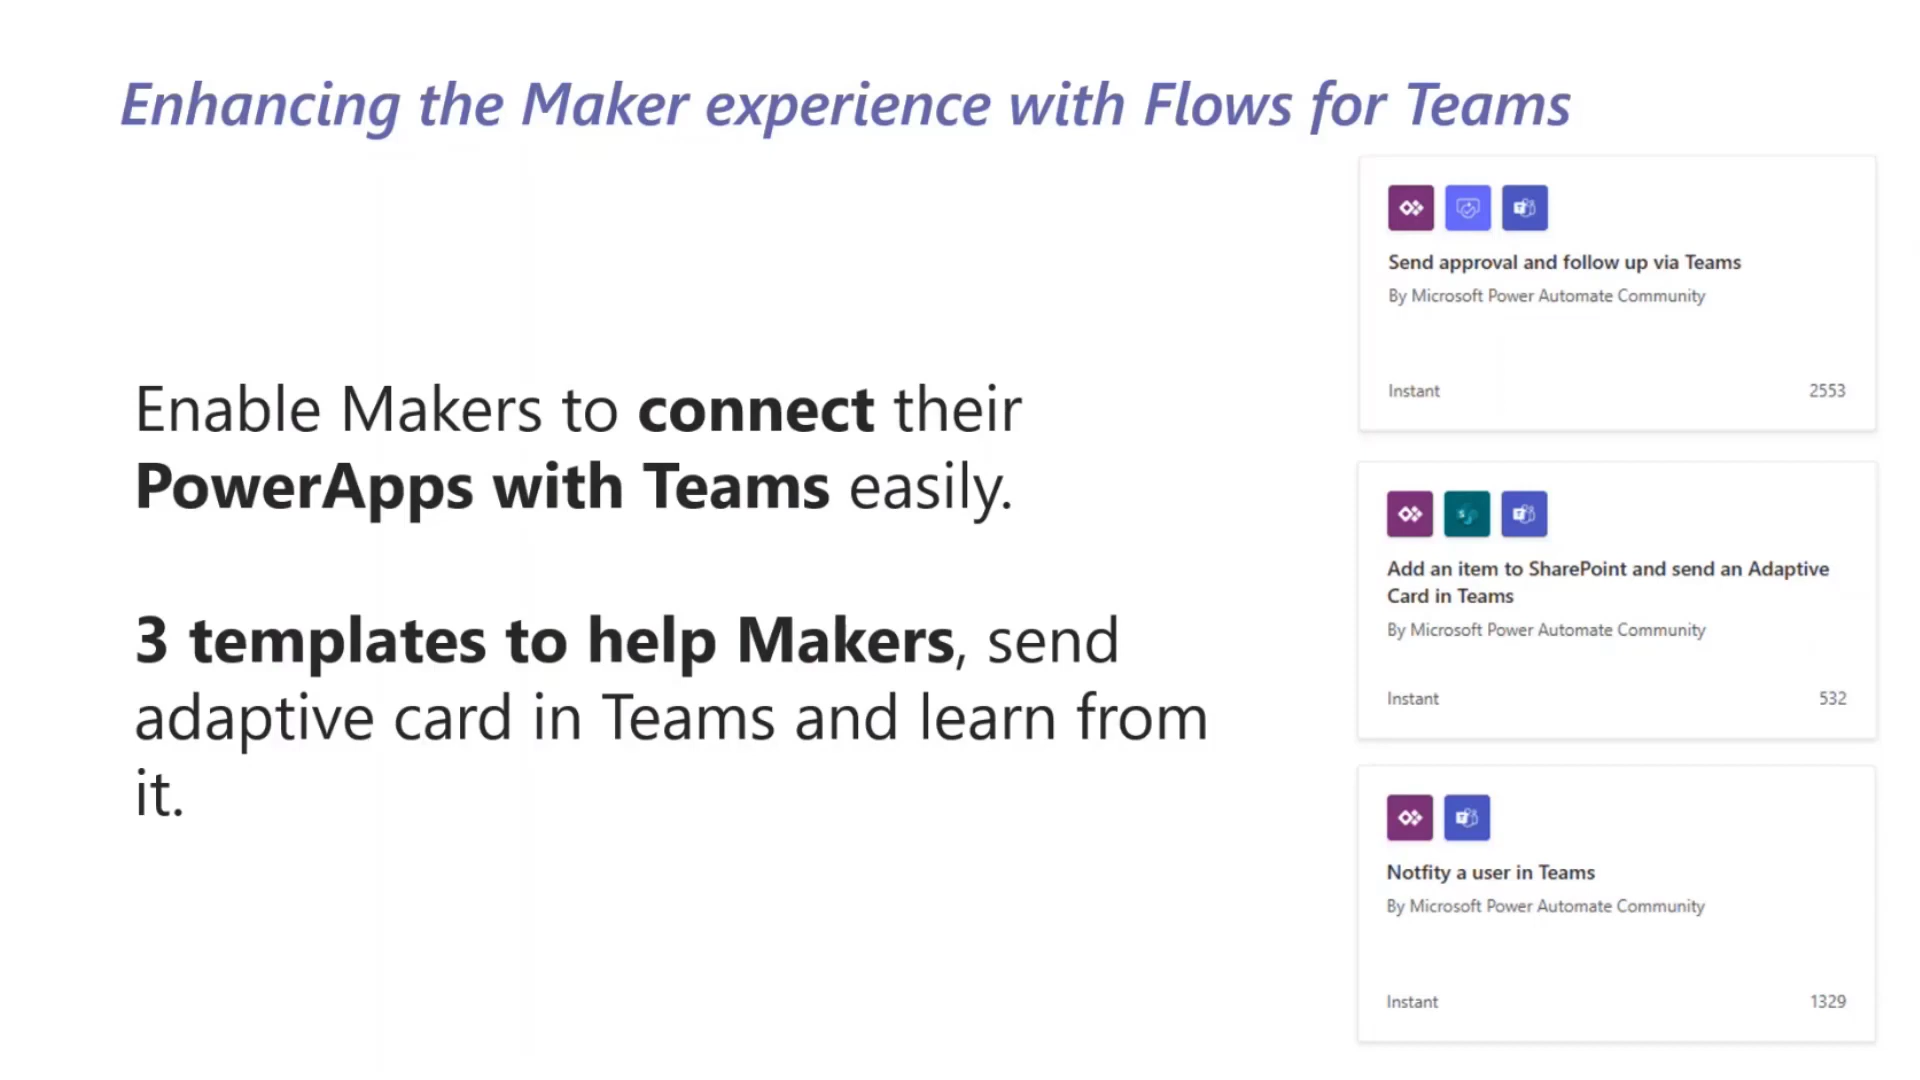 Enhancing the Maker experience with Flows for Teams
Enable Makers to connect their
PowerApps with Teams easily.
3 templates to help Makers, send
adaptive card in Teams and learn from
it.
Send approval and follow up via Teams
By Microsoft Power Automate Community
Instant 2553
Add an item to SharePoint and send an Adaptive
Card in Teams
By Microsoft Power Automate Community
Instant 532
Notfity a user in Teams
By Microsoft Power Automate Community
Instant 1329